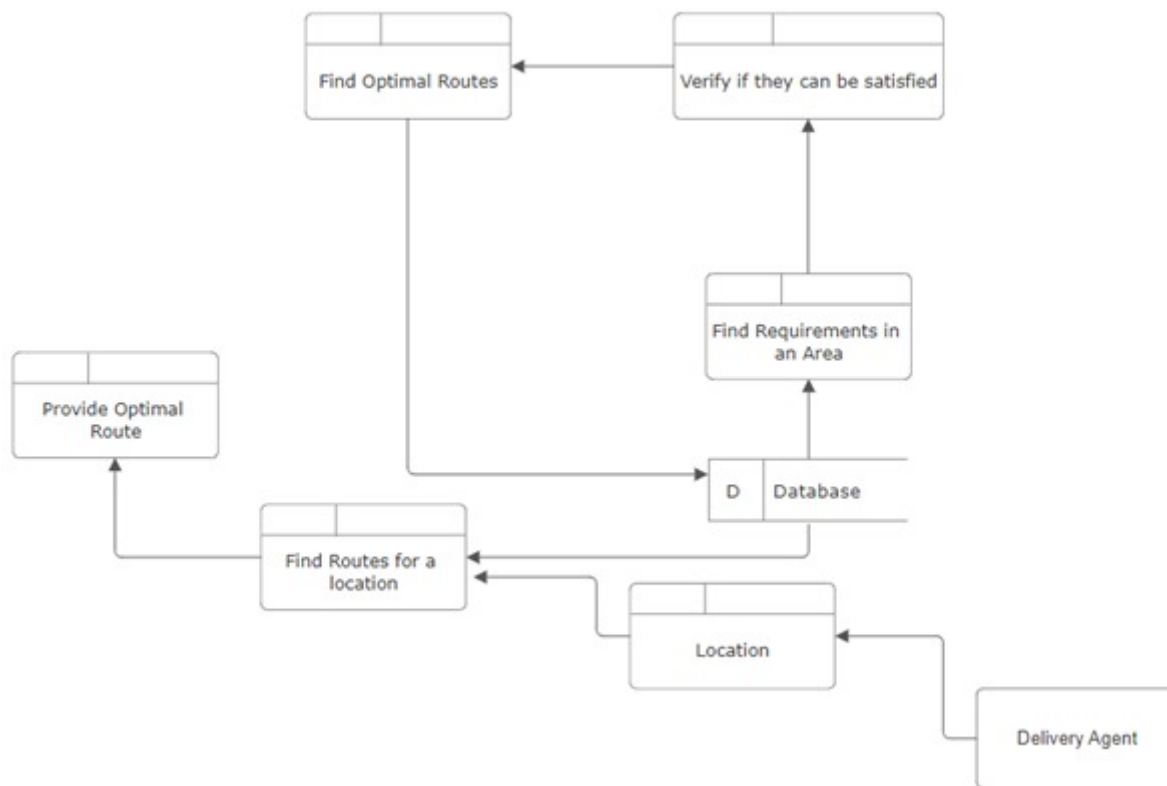 Find Optimal Routes
Verify if they can be satisfied
Find Requirements in
an Area
Provide Optimal
Route
D
Database
Find Routes for a
location
Location
Delivery Agent